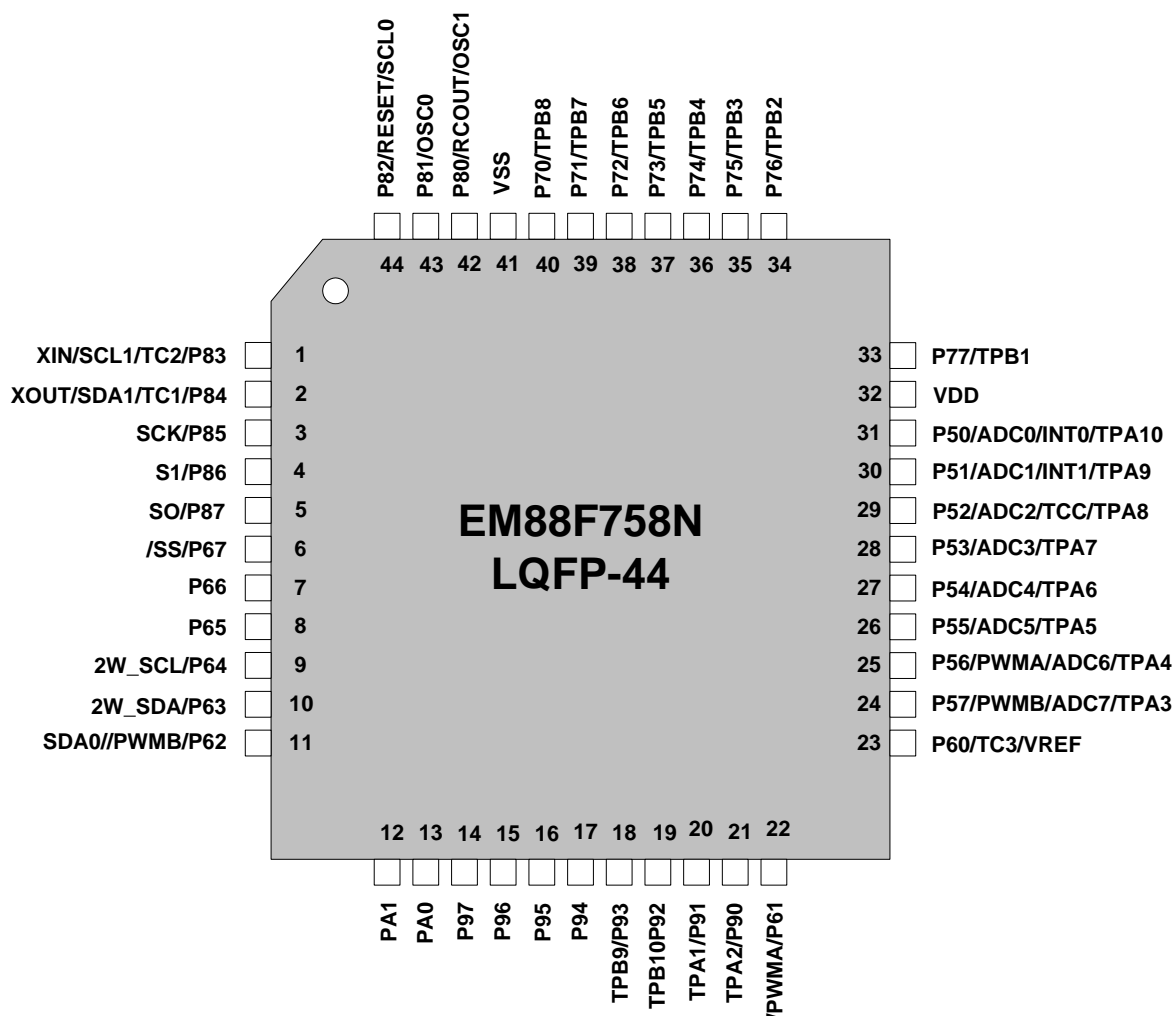 P82/RESET/SCL0
P81/OSC0
P80/RCOUT/OSC1
VSS
P70/TPB8
P71/TPB7
P72/TPB6
P73/TPB5
P74/TPB4
P75/TPB3
P76/TPB2
44 43 42 41 40 39 38 37 36 35 34
XIN/SCL1/TC2/P83 1
XOUT/SDA1/TC1/P84 2
SCK/P85 3
S1/P86 4
SO/P87 5
/SS/P67 6
P66 7
P65 8
2W_SCL/P64 9
2W_SDA/P63 10
SDA0//PWMB/P62 11
EM88F758N
LQFP-44
33 P77/TPB1
32 VDD
31 P50/ADC0/INT0/TPA10
30 P51/ADC1/INT1/TPA9
29 P52/ADC2/TCC/TPA8
28 P53/ADC3/TPA7
27 P54/ADC4/TPA6
26 P55/ADC5/TPA5
25 P56/PWMA/ADC6/TPA4
24 P57/PWMB/ADC7/TPA3
23 P60/TC3/VREF
12 13 14 15 16 17 18 19 20 21 22
PA1
PA0
P97
P96
P95
P94
TPB9/P93
TPB10P92
TPA1/P91
TPA2/P90
/PWMA/P61